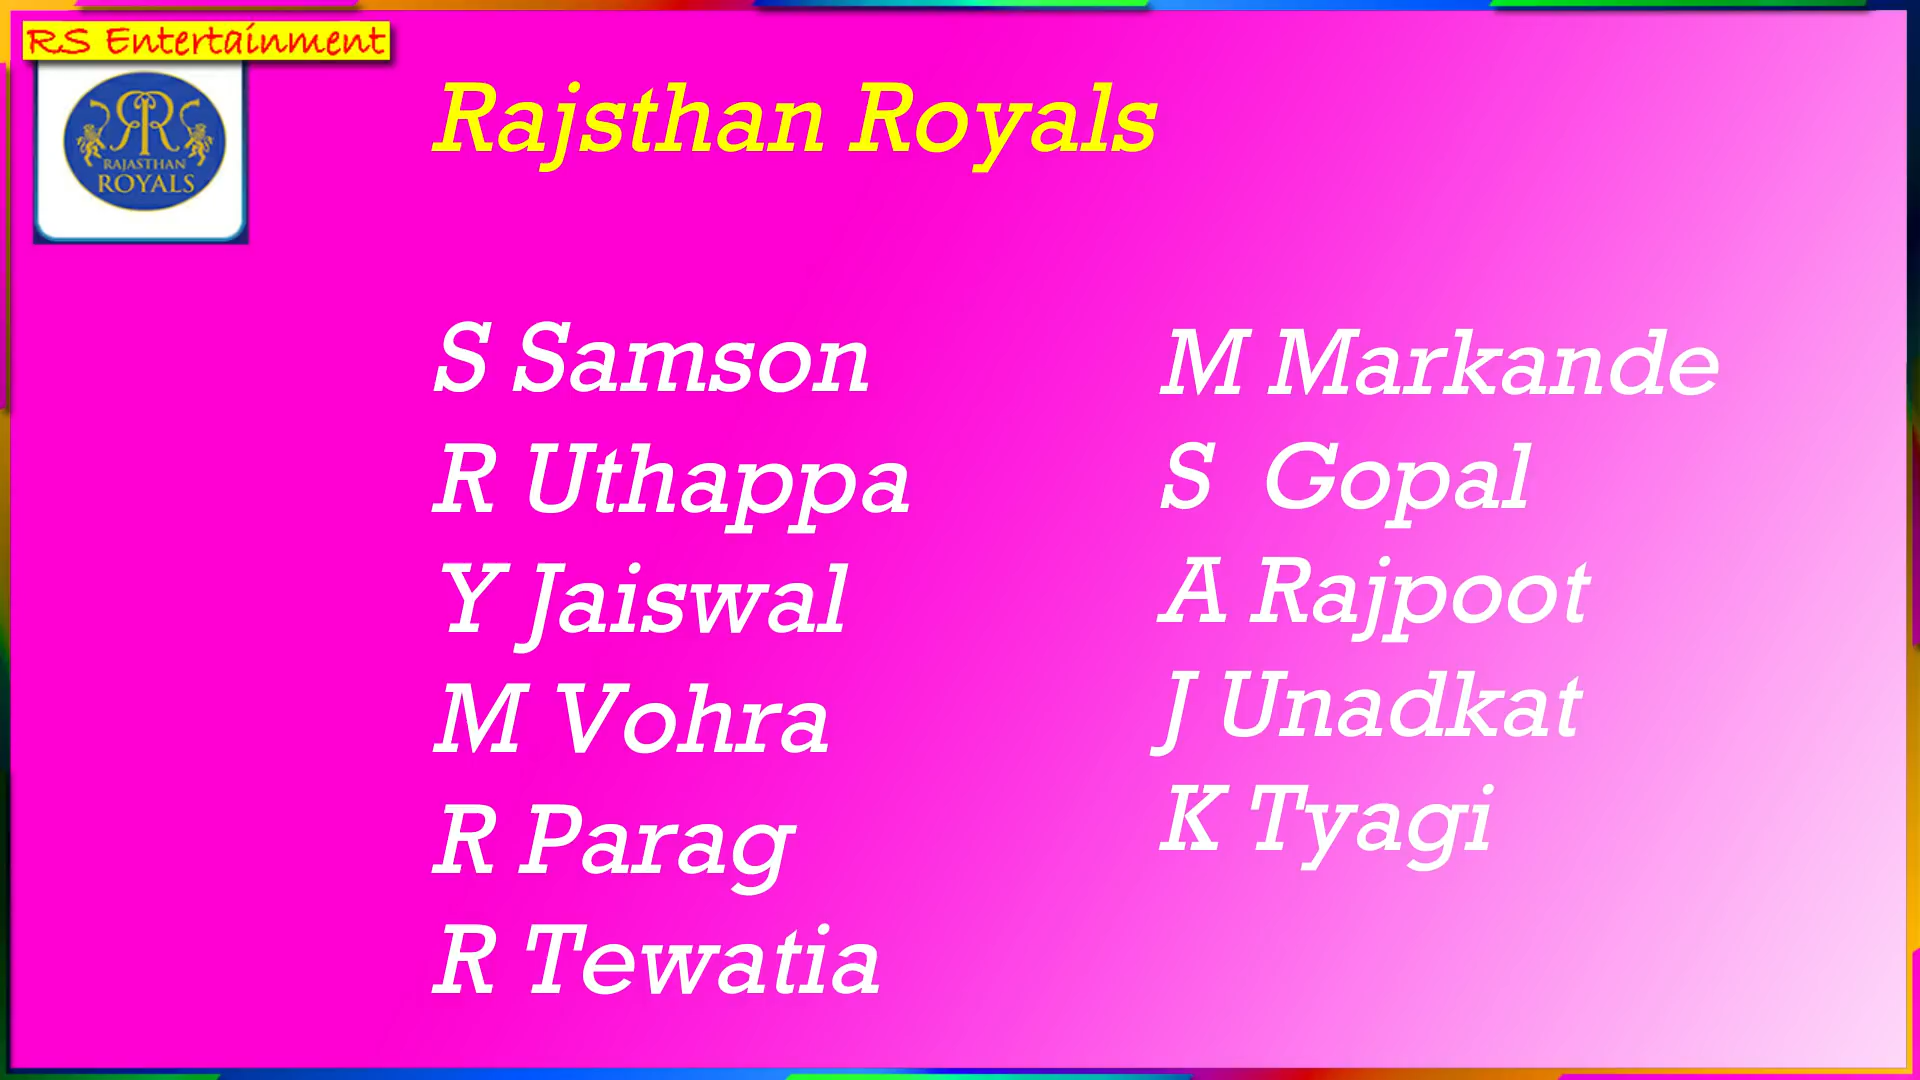 RS Entertainment
RAJASTHAN
ROYALS
Rajsthan Royals
S Samson
R Uthappa
Y Jaiswal
M Vohra
R Parag
R Tewatia
M Markande
S Gopal
A Rajpoot
J Unadkat
K Tyagi